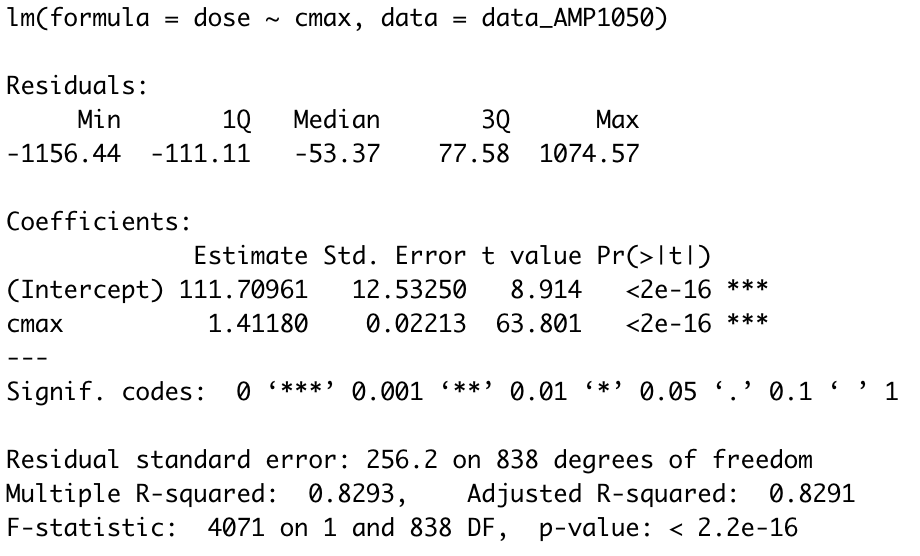 lm(formula = dose ~ cmax, data = data_AMP1050)
Residuals:
Min 1Q Median 3Q Max
-1156.44 -111.11 -53.37 77.58 1074.57
Coefficients:
Estimate Std. Error t value Pr(>|t|)
(Intercept) 111.70961 12.53250 8.914 <2e-16 ***
cmax 1.41180 0.02213 63.801 <2e-16 ***
---
Signif. codes: 0 ‘***’ 0.001 ‘**’ 0.01 ‘*’ 0.05 ‘.’ 0.1 ‘ ’ 1
Residual standard error: 256.2 on 838 degrees of freedom
Multiple R-squared: 0.8293, Adjusted R-squared: 0.8291
F-statistic: 4071 on 1 and 838 DF, p-value: < 2.2e-16